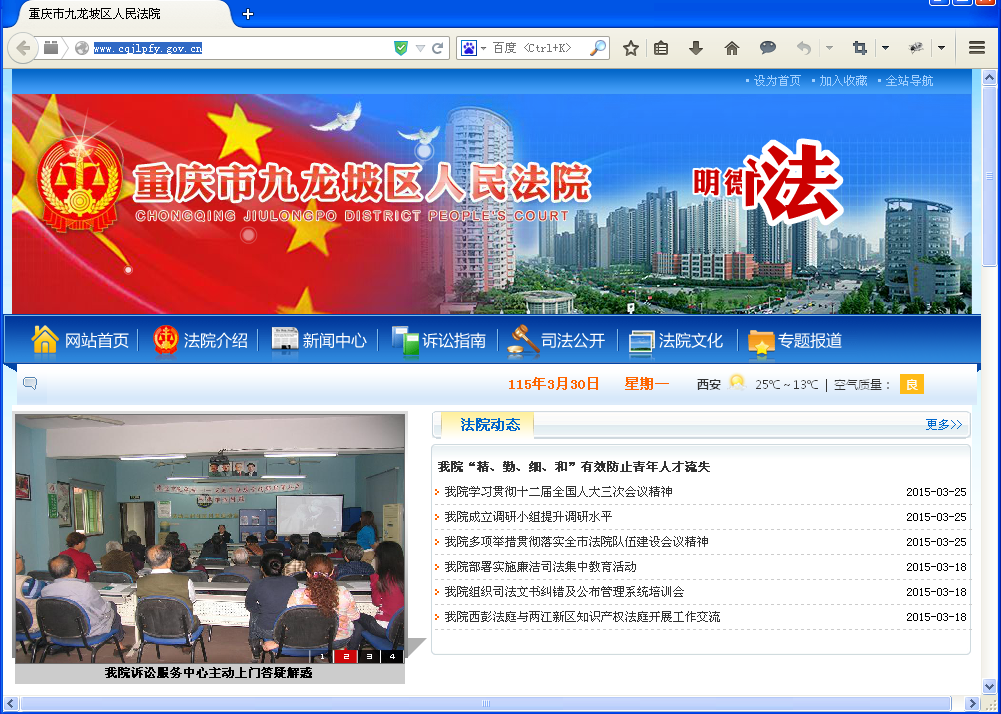 重庆市九龙坡区人民法院
www.cqjlpfy.gov.cn
百度 <Ctrl+K>
设为首页 加入收藏 全站导航
重庆市九龙坡区人民法院
CHONGQING JIULONGPO DISTRICT PEOPLE'S COURT
明德 法
网站首页 法院介绍 新闻中心 诉讼指南 司法公开 法院文化 专题报道
115年3月30日 星期一 西安 25℃~13℃ | 空气质量： 良
法院动态 更多>>
我院“精、勤、细、和”有效防止青年人才流失
我院学习贯彻十二届全国人大三次会议精神 2015-03-25
我院成立调研小组提升调研水平 2015-03-25
我院多项举措贯彻落实全市法院队伍建设会议精神 2015-03-25
我院部署实施廉洁司法集中教育活动 2015-03-18
我院组织司法文书纠错及公布管理系统培训会 2015-03-18
我院西彭法庭与两江新区知识产权法庭开展工作交流 2015-03-18
1 2 3 4
我院诉讼服务中心主动上门答疑解惑